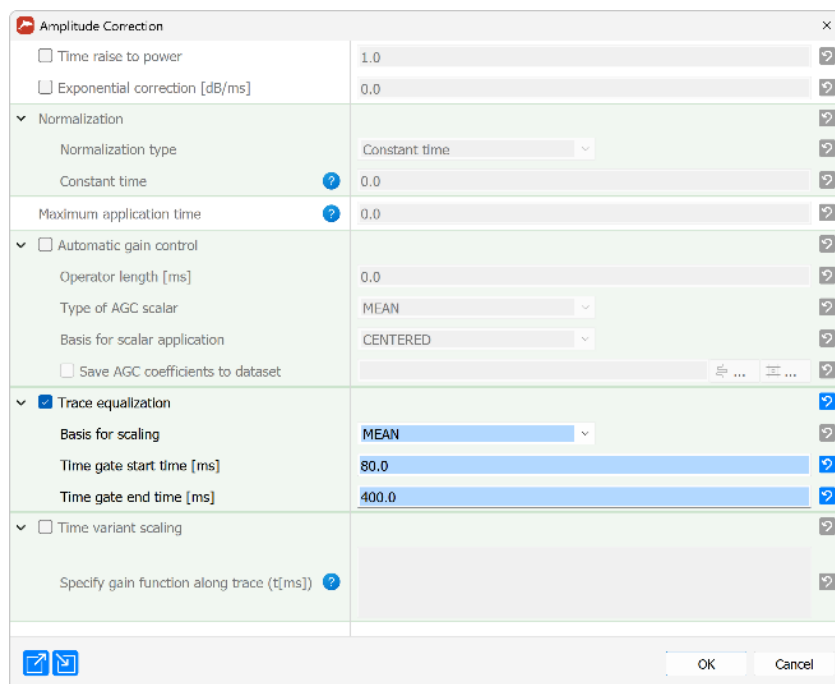 Amplitude Correction
Time raise to power 1.0
Exponential correction [dB/ms] 0.0
Normalization
Normalization type Constant time
Constant time ? 0.0
Maximum application time ? 0.0
Automatic gain control
Operator length [ms] 0.0
Type of AGC scalar MEAN
Basis for scalar application CENTERED
Save AGC coefficients to dataset ... ...
Trace equalization
Basis for scaling MEAN
Time gate start time [ms] 80.0
Time gate end time [ms] 400.0
Time variant scaling
Specify gain function along trace (t[ms]) ?
OK Cancel